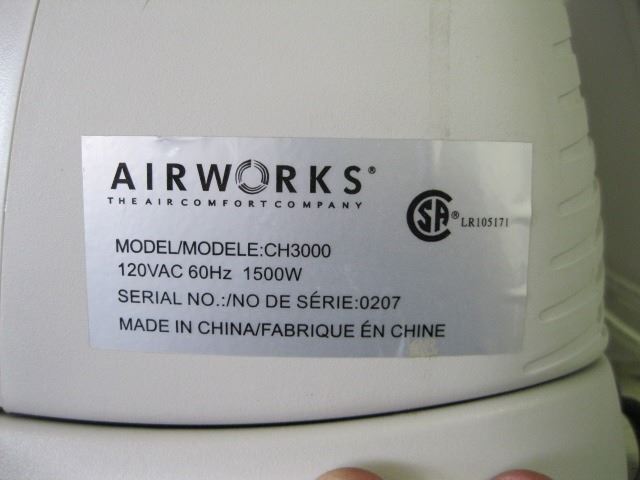 AIRWORKS®
THE AIR COMFORT COMPANY
SA® LR105171
MODEL/MODELE:CH3000
120VAC 60Hz 1500W
SERIAL NO.:/NO DE SÉRIE:0207
MADE IN CHINA/FABRIQUE ÉN CHINE